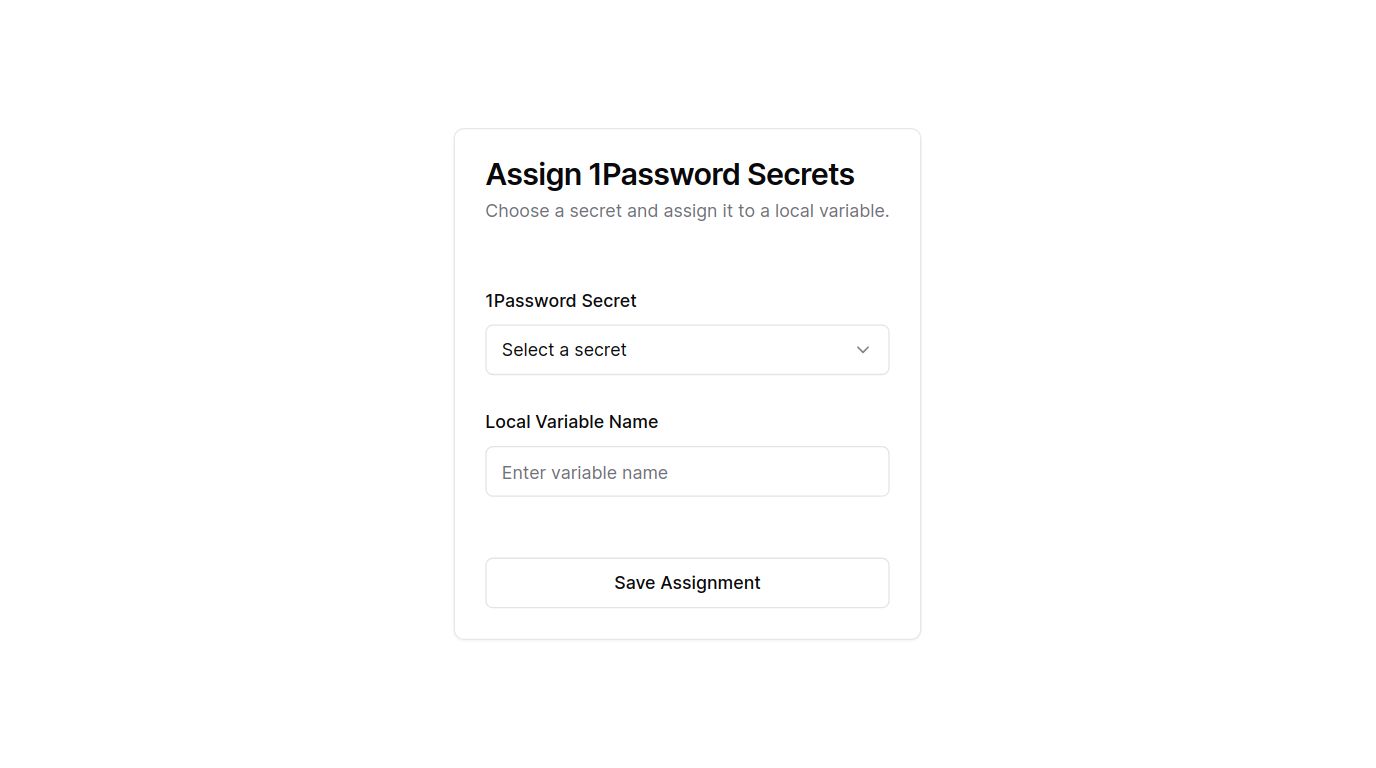 Assign 1Password Secrets
Choose a secret and assign it to a local variable.
1Password Secret
Select a secret
Local Variable Name
Enter variable name
Save Assignment